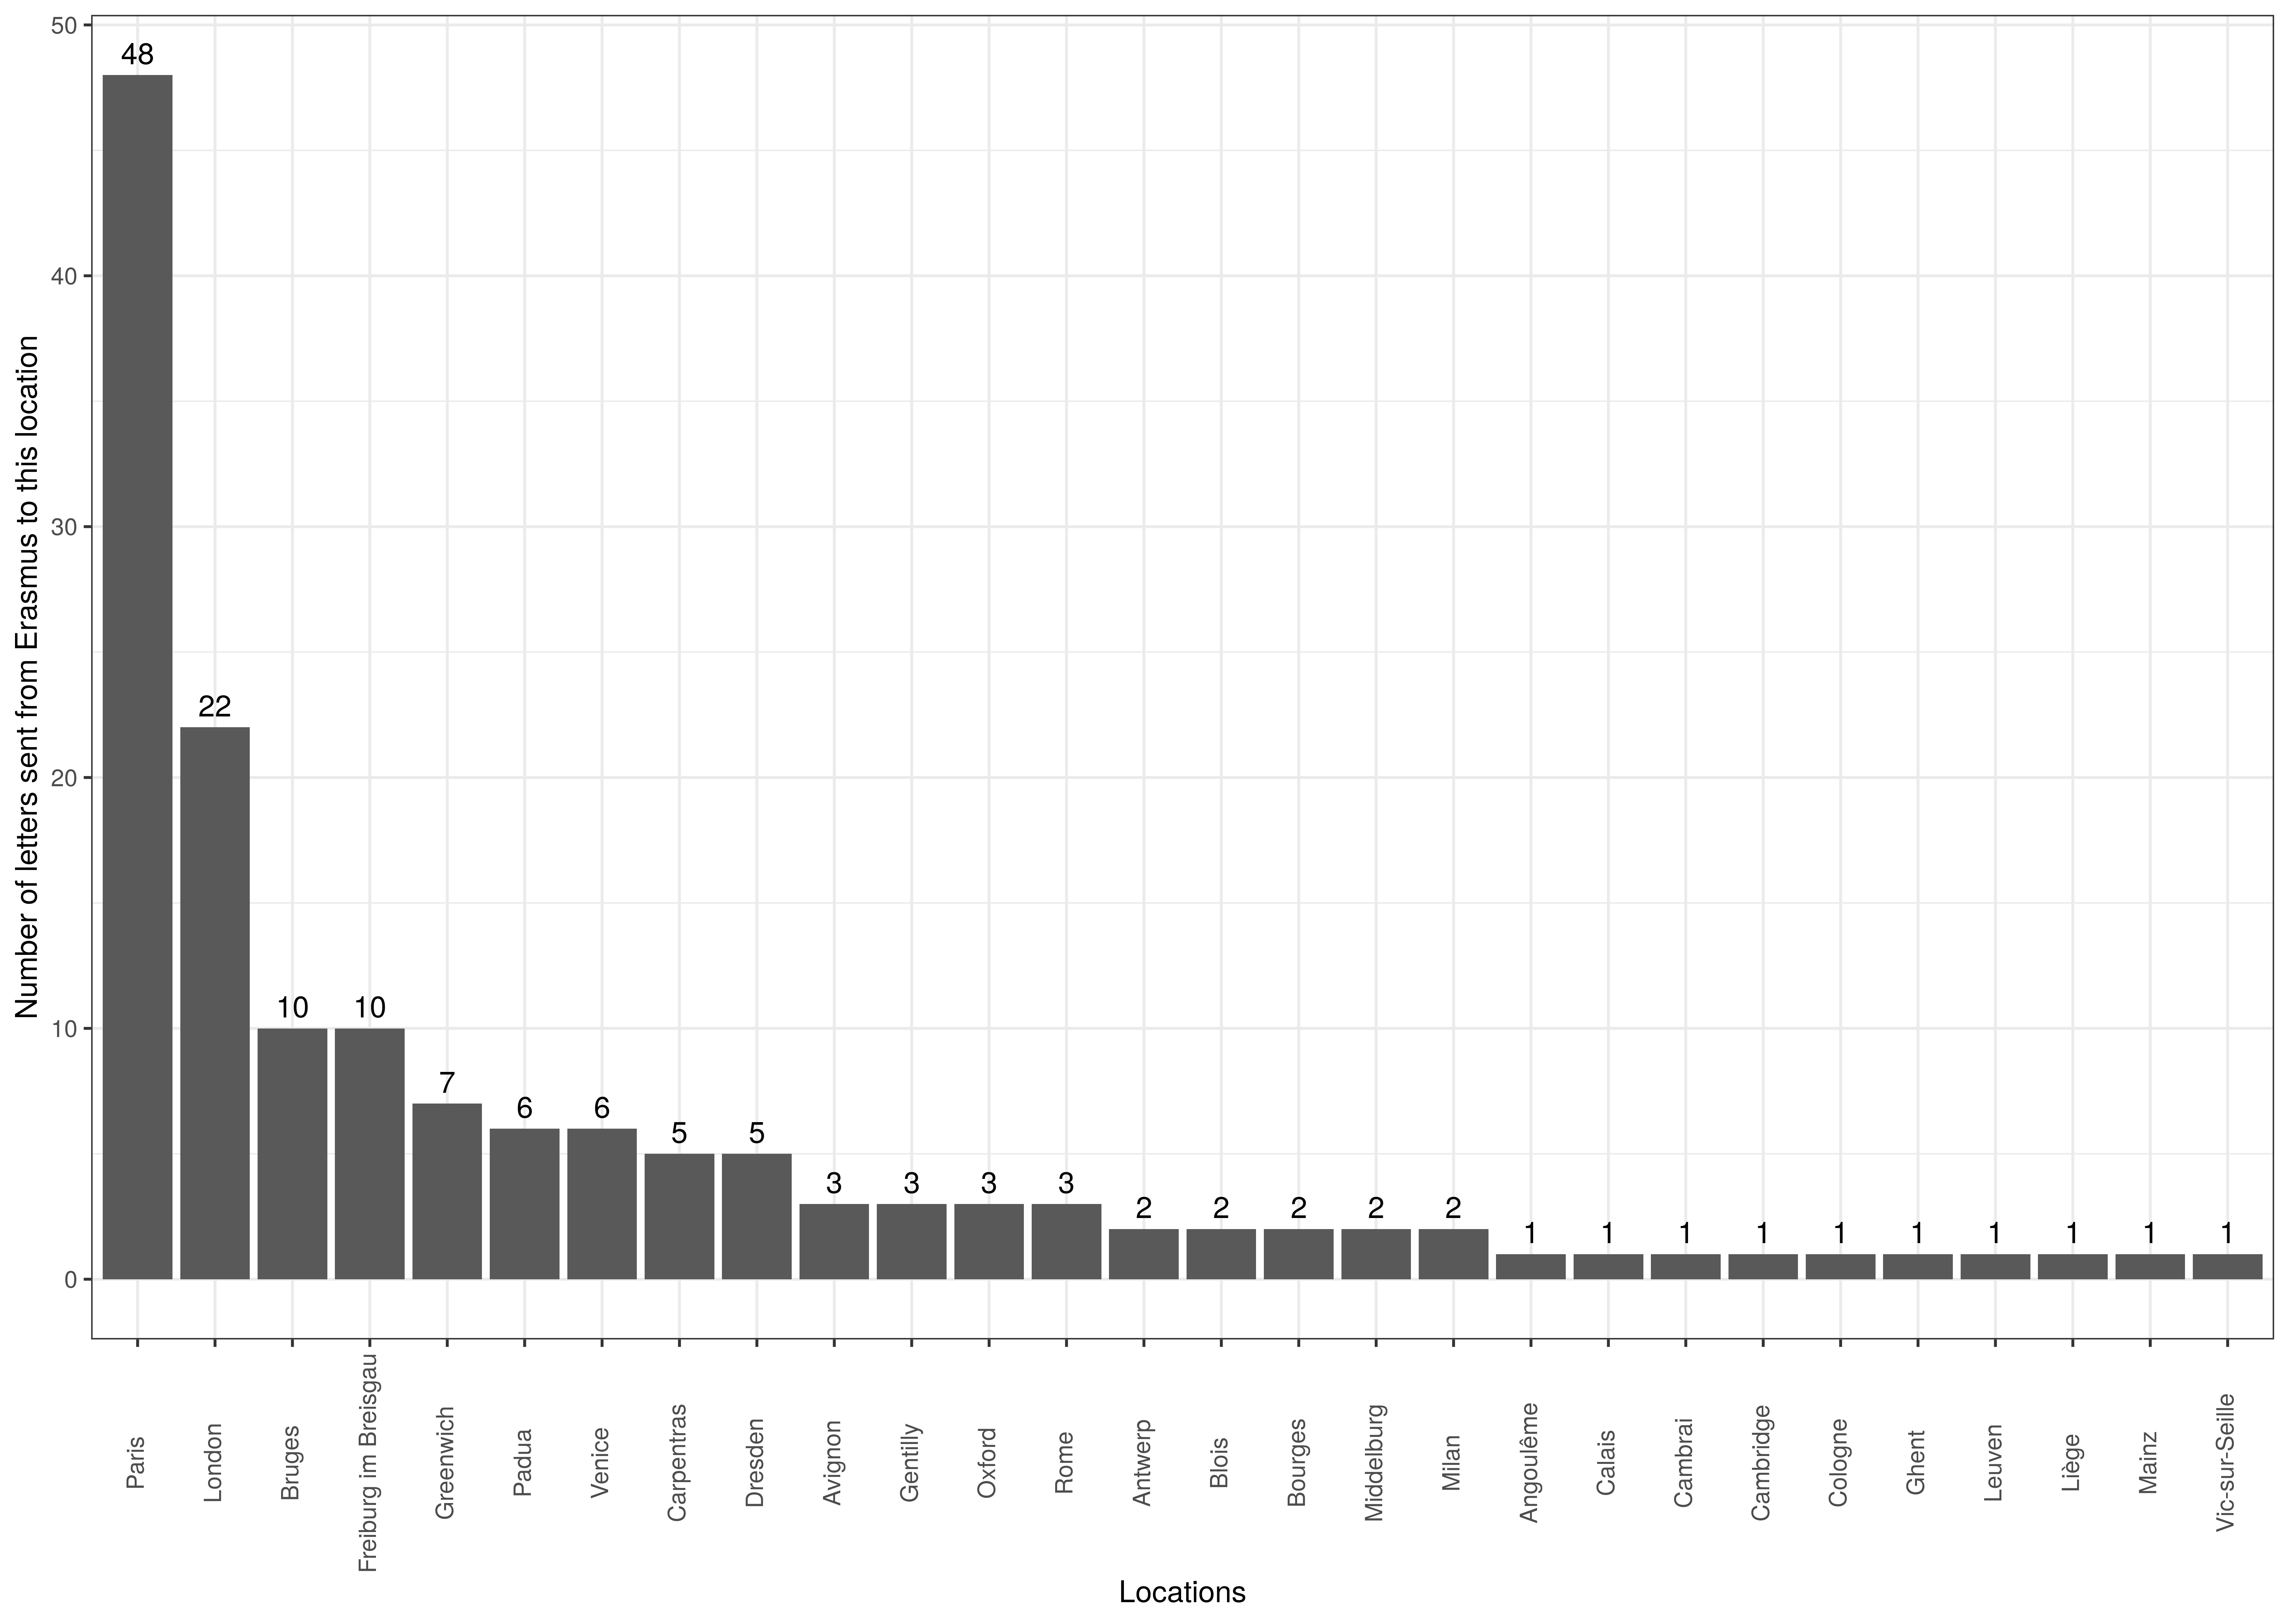 Number of letters sent from Erasmus to this location
50
40
30
20
10
0
48
22
10
10
7
6
6
5
5
3
3
3
3
2
2
2
2
2
1
1
1
1
1
1
1
1
1
1
Paris
London
Bruges
Freiburg im Breisgau
Greenwich
Padua
Venice
Carpentras
Dresden
Avignon
Gentilly
Oxford
Rome
Antwerp
Blois
Bourges
Middelburg
Milan
Angoulême
Calais
Cambrai
Cambridge
Cologne
Ghent
Leuven
Liège
Mainz
Vic-sur-Seille
Locations